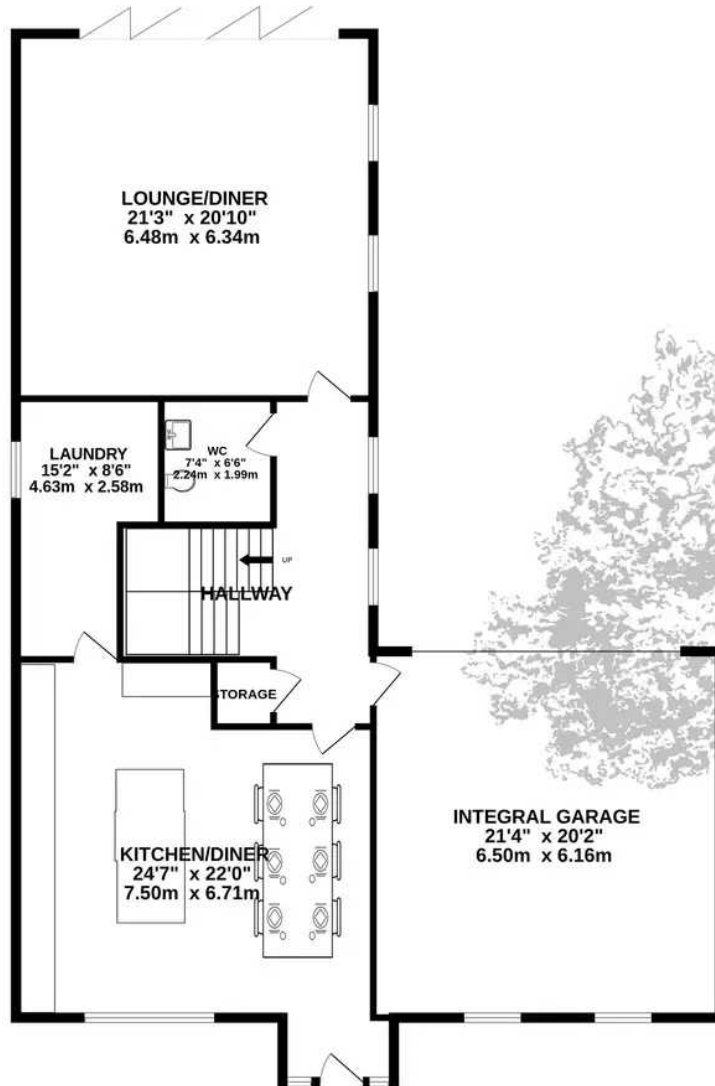 LOUNGE/DINER
21'3" x 20'10"
6.48m x 6.34m
LAUNDRY
15'2" x 8'6"
4.63m x 2.58m
WC
7'4" x 6'6"
2.24m x 1.99m
UP
HALLWAY
STORAGE
KITCHEN/DINER
24'7" x 22'0"
7.50m x 6.71m
INTEGRAL GARAGE
21'4" x 20'2"
6.50m x 6.16m